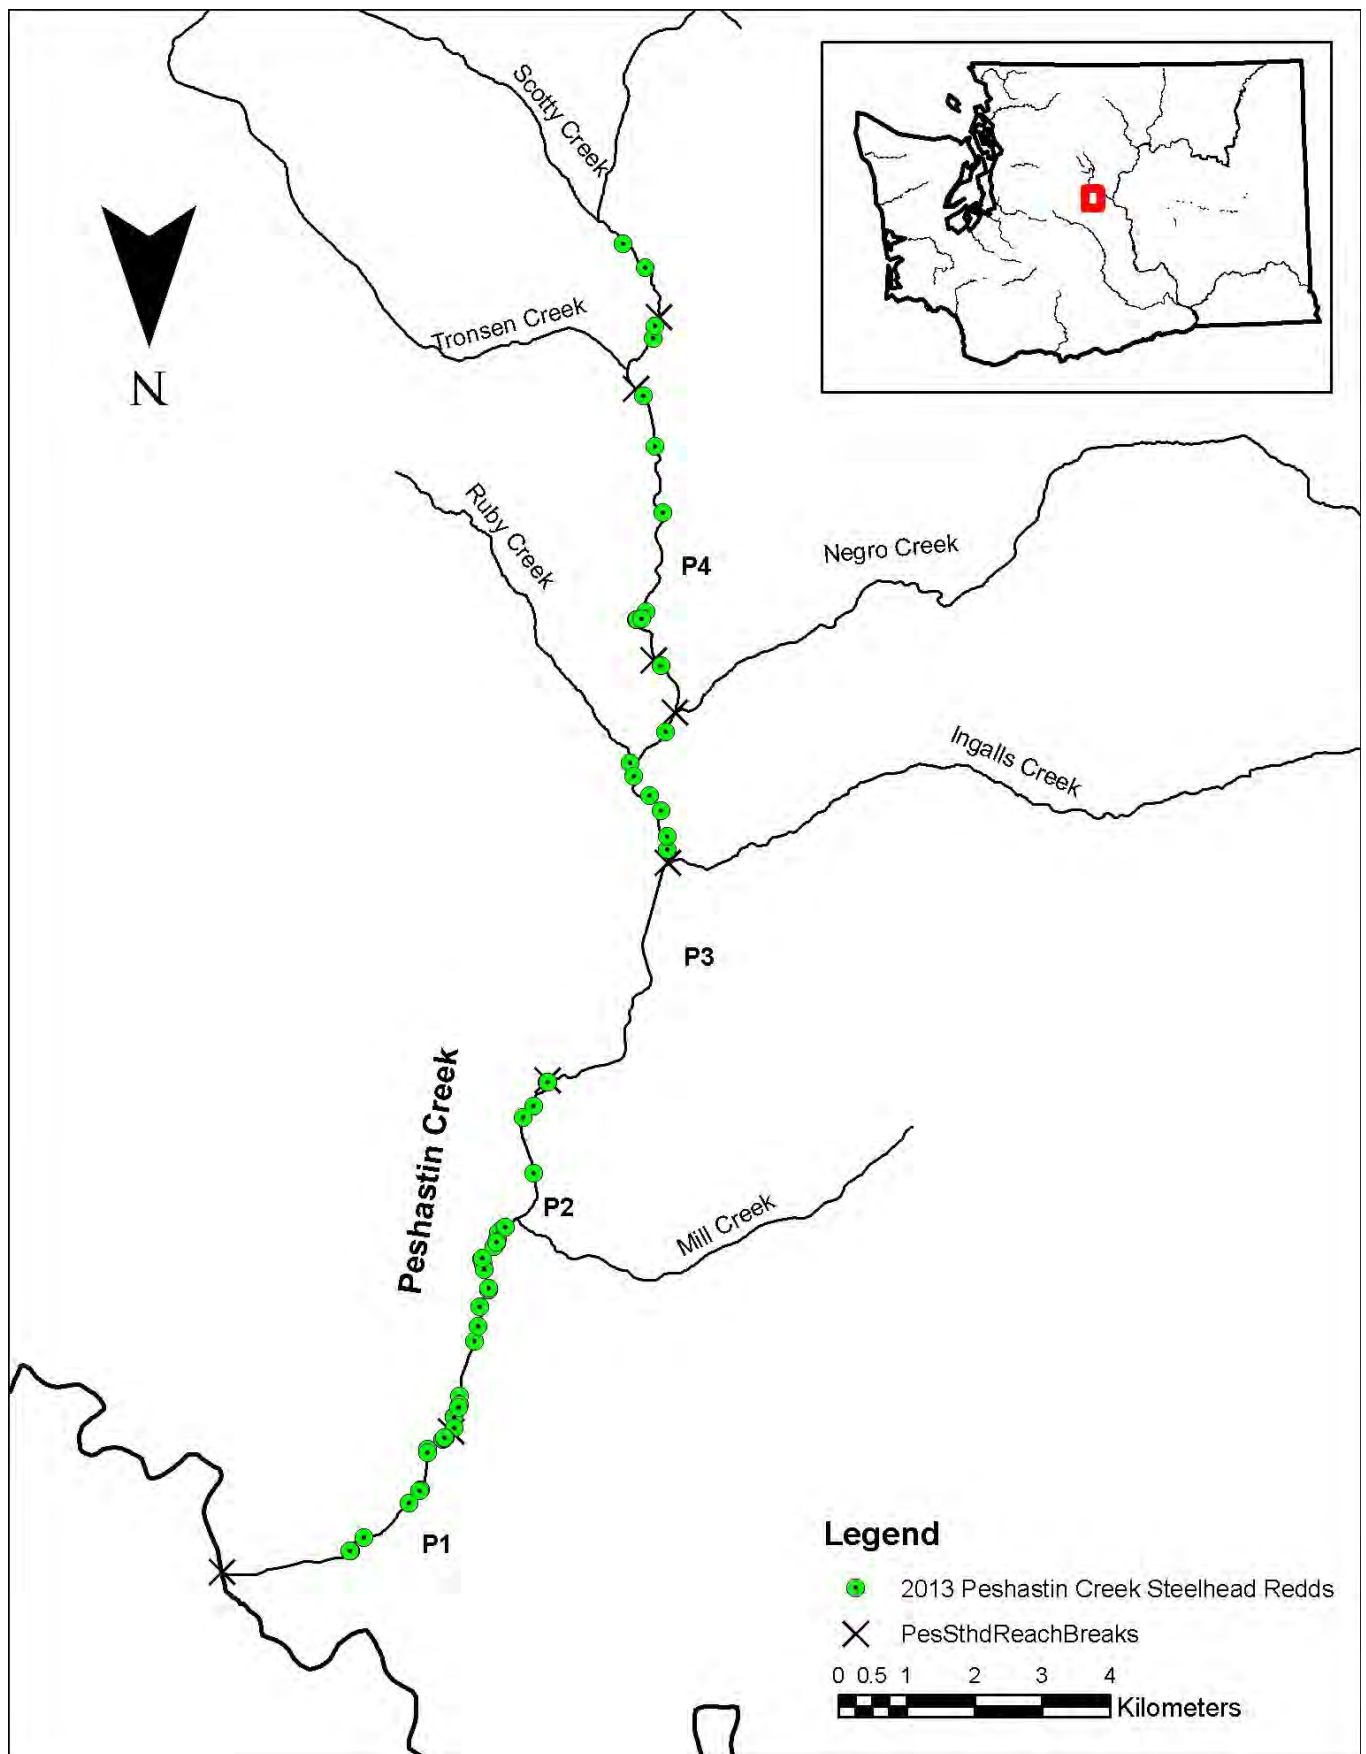 Scotty Creek
Tronsen Creek
N
Ruby Creek
Negro Creek
P4
Ingalls Creek
P3
Peshastin Creek
P2
Mill Creek
P1
Legend
2013 Peshastin Creek Steelhead Redds
PesSthdReachBreaks
0 0.5 1 2 3 4
Kilometers